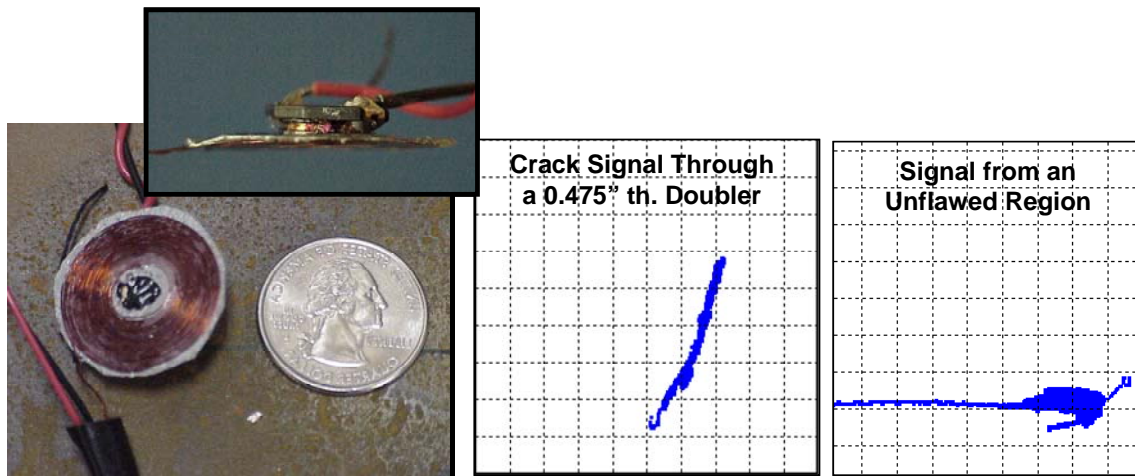 Crack Signal Through
a 0.475” th. Doubler
Signal from an
Unflawed Region